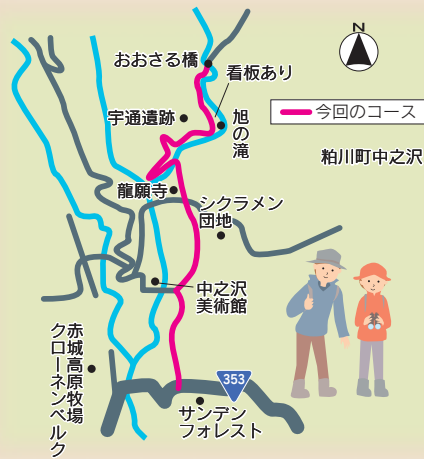 N
おおさる橋
看板あり
宇通遺跡
旭の滝
今回のコース
粕川町中之沢
龍願寺
シクラメン
団地
中之沢
美術館
赤城高原牧場
クローネンベルク
353
サンデン
フォレスト